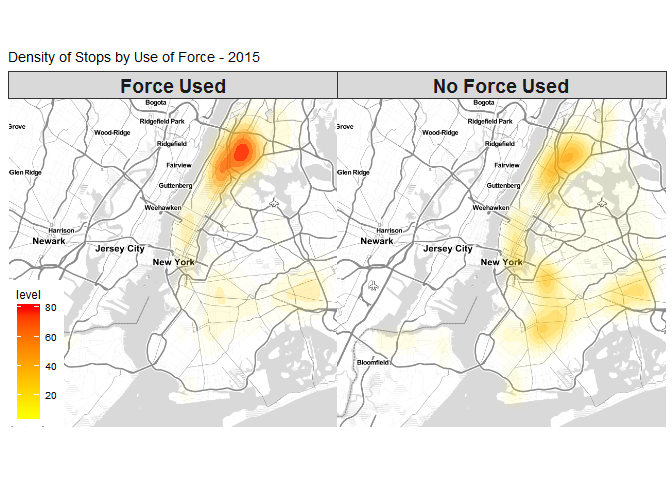 Density of Stops by Use of Force - 2015
Force Used
No Force Used
Bogota
Ridgefield Park
Grove
Wood-Ridge
Ridgefield
Glen Ridge
Fairview
Guttenberg
Weehawken
Harrison
Newark
Jersey City
New York
level
80
60
40
20
Bogota
Ridgefield Park
Grove
Wood-Ridge
Ridgefield
Glen Ridge
Fairview
Guttenberg
Weehawken
Harrison
Newark
Jersey City
New York
Bloomfield